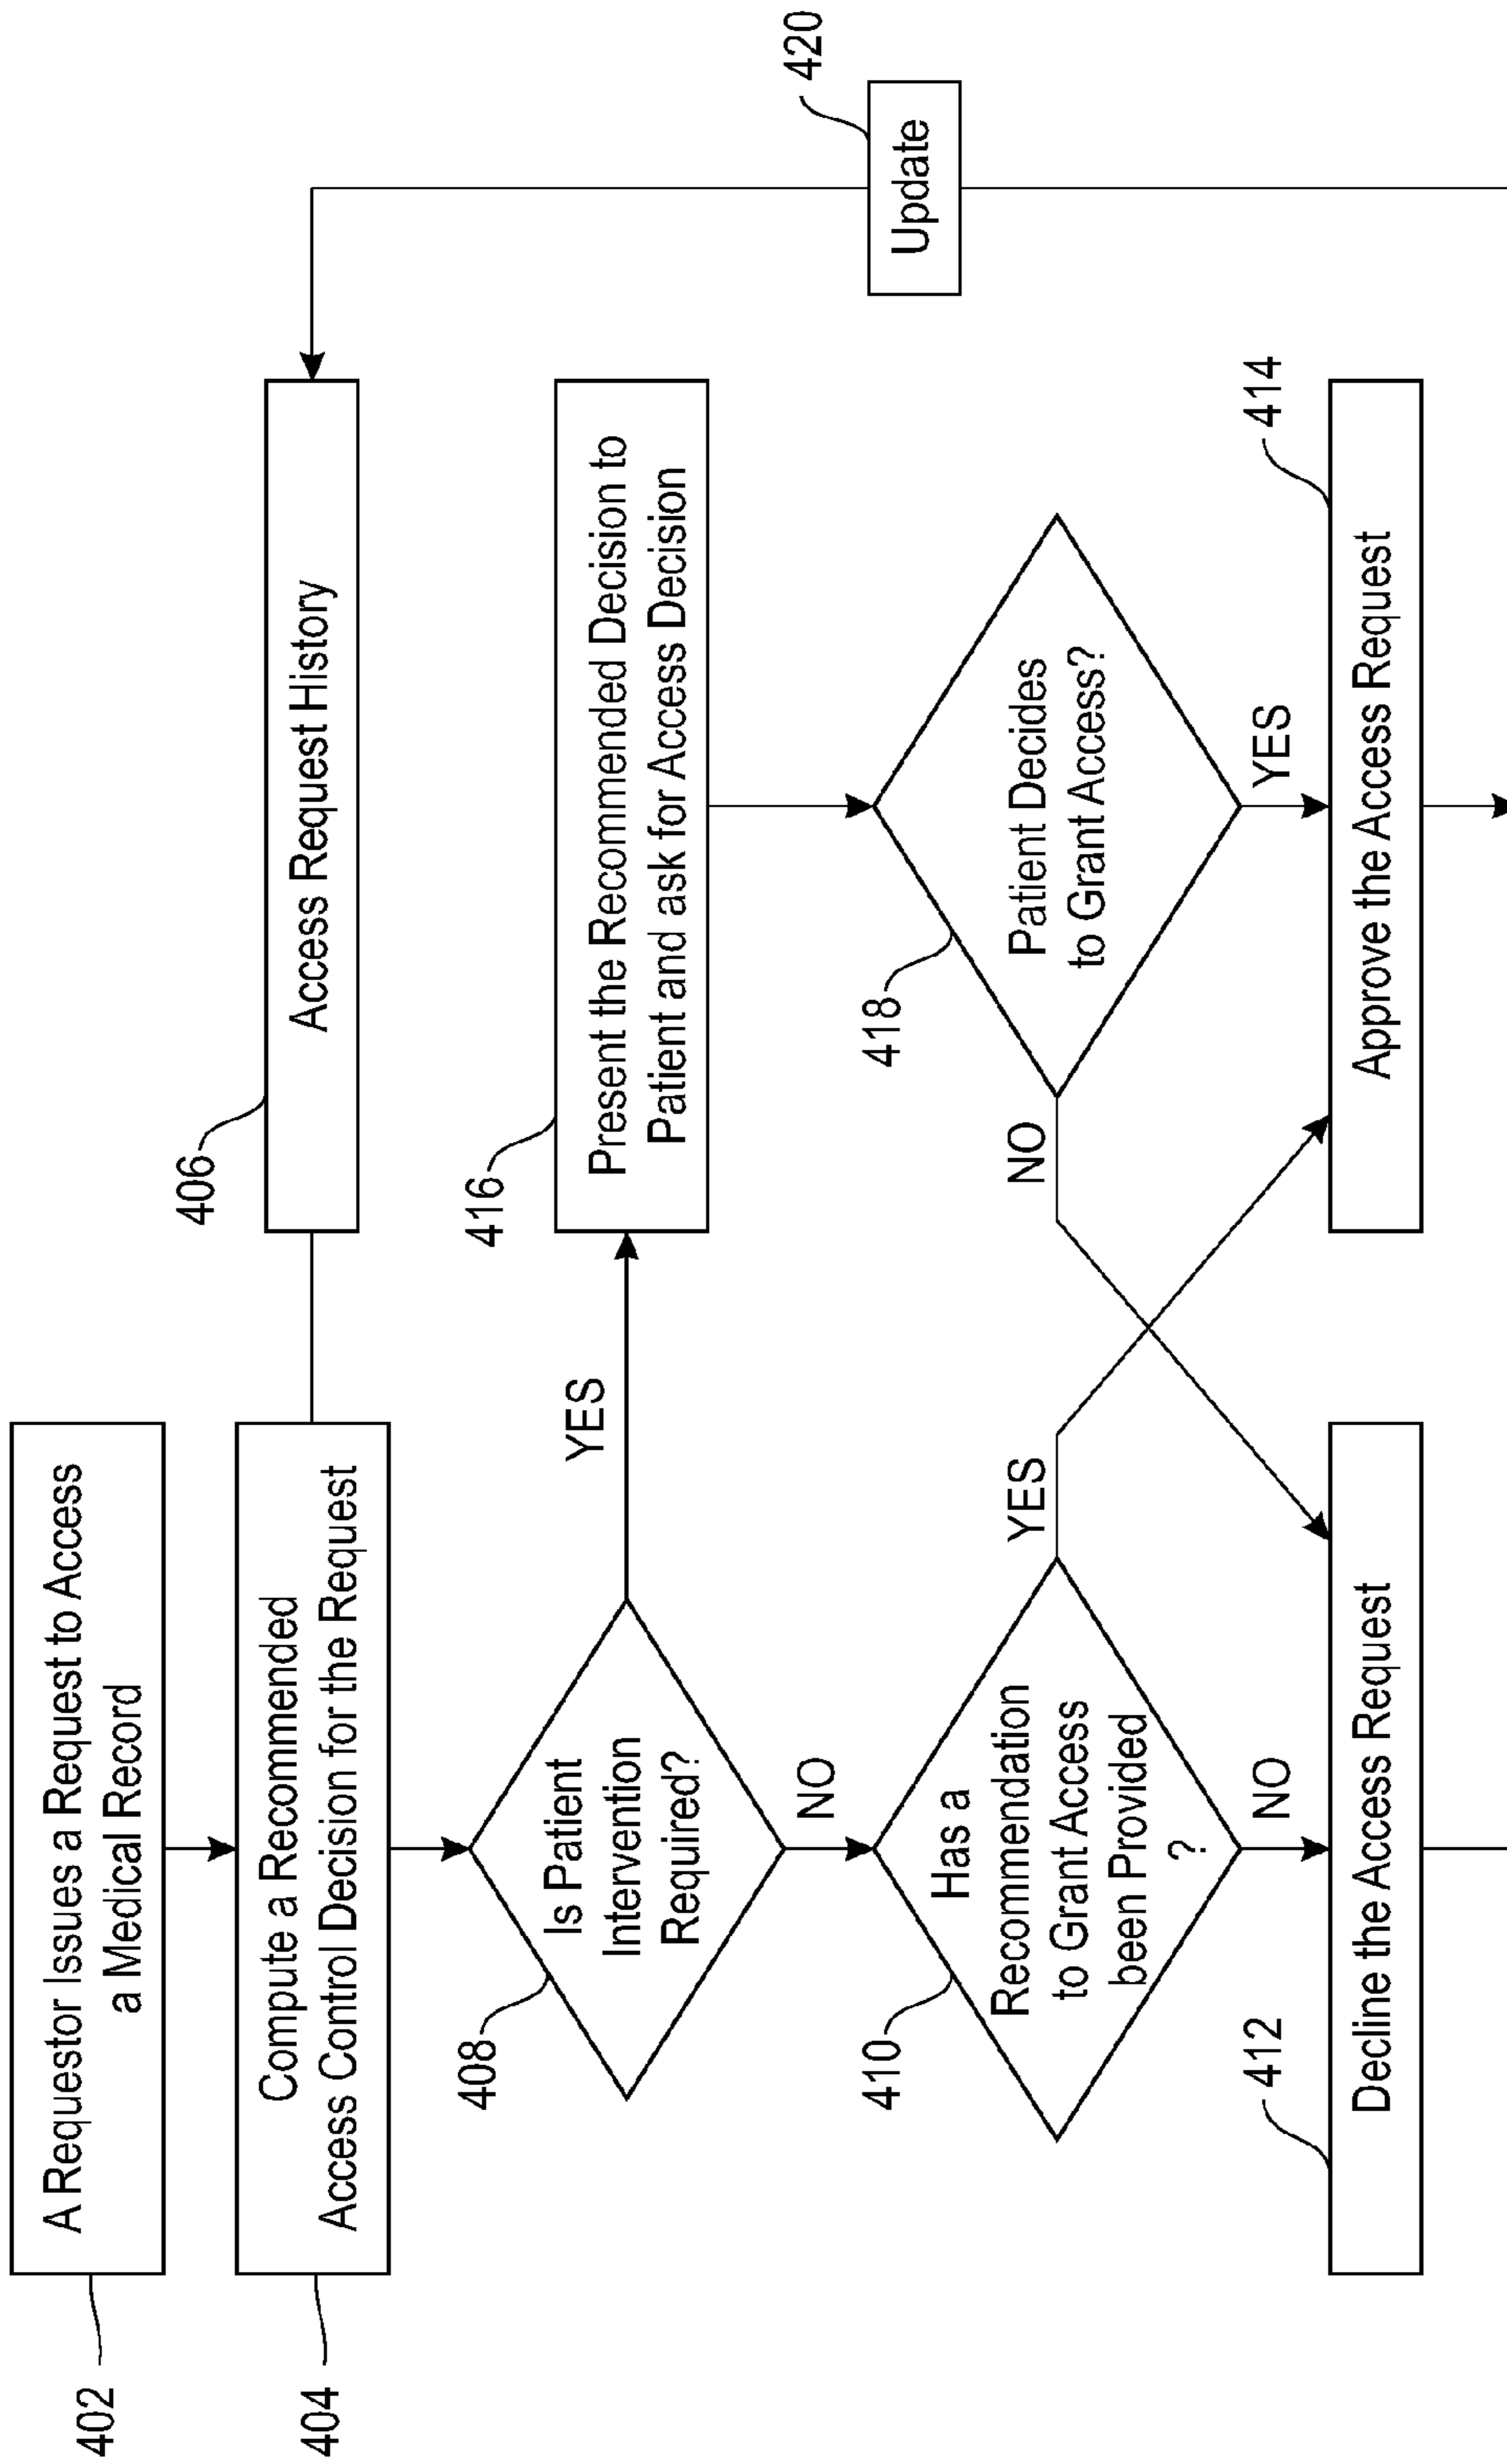 402
A Requestor Issues a Request to Access
a Medical Record
404
Compute a Recommended
Access Control Decision for the Request
406
Access Request History
408
Is Patient
Intervention
Required?
YES
NO
416
Present the Recommended Decision to
Patient and ask for Access Decision
410
Has a
Recommendation
to Grant Access
been Provided
?
YES
NO
418
Patient Decides
to Grant Access?
NO
YES
412
Decline the Access Request
414
Approve the Access Request
420
Update